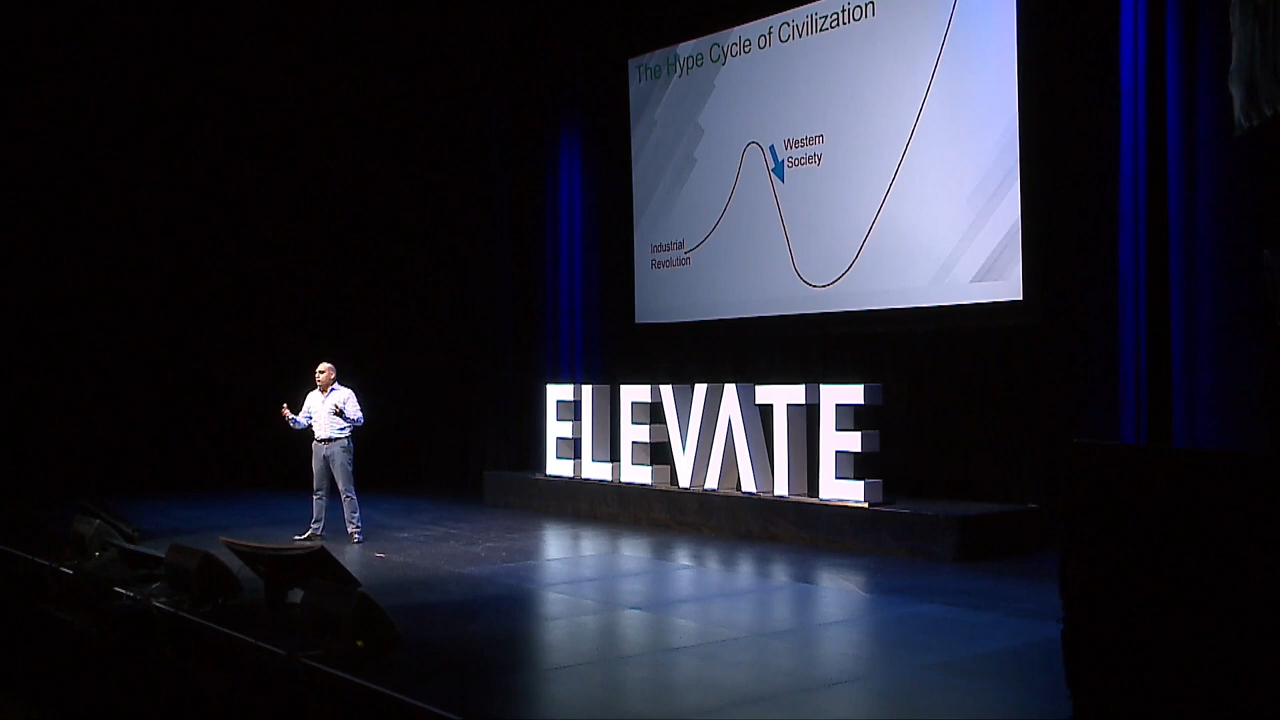 The Hype Cycle of Civilization
Western
Society
Industrial
Revolution
ELEVATE